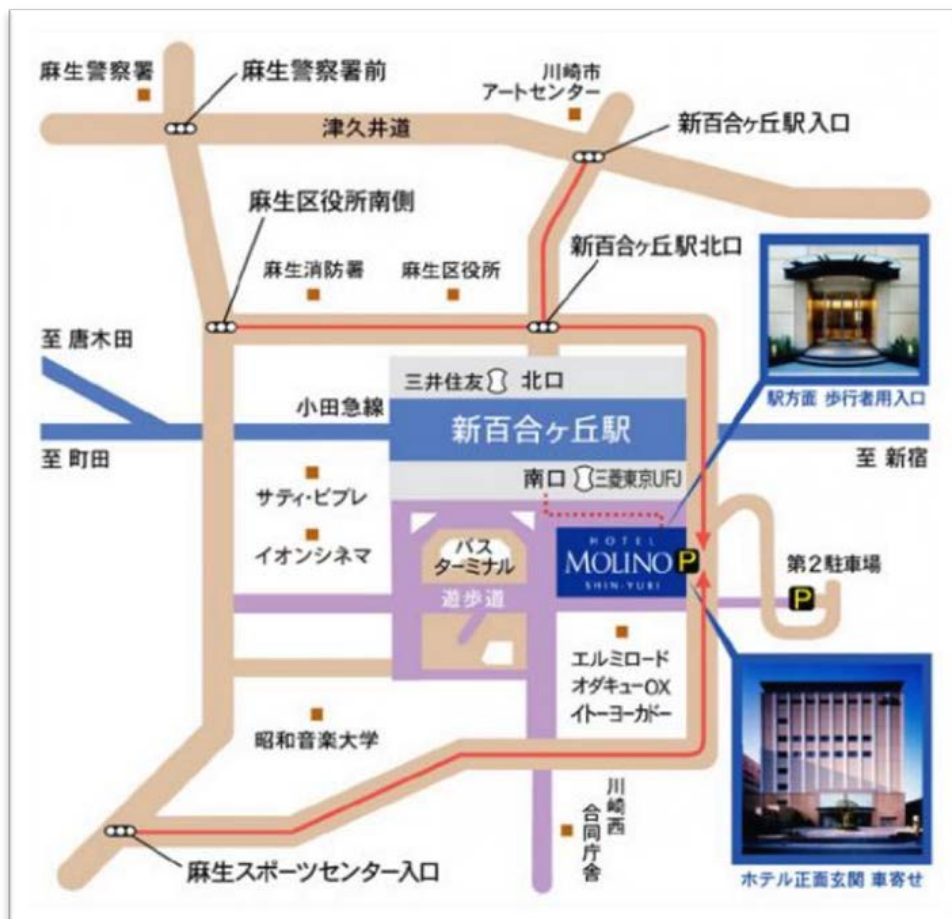 麻生警察署
麻生警察署前
川崎市
アートセンター
新百合ヶ丘駅入口
津久井道
麻生区役所南側
新百合ヶ丘駅北口
麻生消防署
麻生区役所
至 唐木田
三井住友 北口
駅方面 歩行者用入口
小田急線
新百合ヶ丘駅
至 町田
至 新宿
南口 三菱東京UFJ
サティ・ビブレ
イオンシネマ
バス
ターミナル
HOTEL
MOLINO
SHIN-YURI
P
第2駐車場
P
遊歩道
エルミロード
オダキューOX
イトーヨーカドー
昭和音楽大学
川崎西
合同庁舎
麻生スポーツセンター入口
ホテル正面玄関 車寄せ